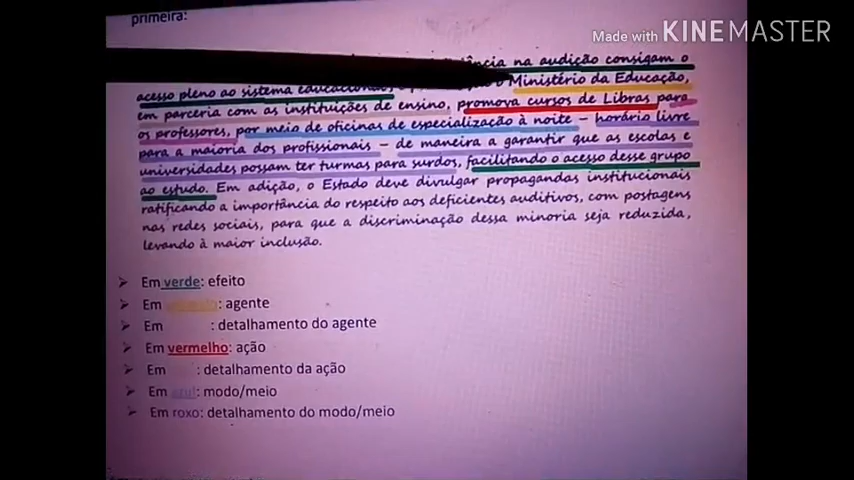 primeira:
Made with KINEMASTER
na audição consigam o
acesso pleno ao sistema educacional, o Ministério da Educação,
em parceria com as instituições de ensino, promova cursos de Libras para
os professores, por meio de oficinas de especialização à noite – horário livre
para a maioria dos profissionais – de maneira a garantir que as escolas e
universidades possam ter turmas para surdos, facilitando o acesso desse grupo
ao estudo. Em adição, o Estado deve divulgar propagandas institucionais
ratificando a importância do respeito aos deficientes auditivos, com postagens
nas redes sociais, para que a discriminação dessa minoria seja reduzida,
levando à maior inclusão.
➢ Em verde: efeito
➢ Em amarelo: agente
➢ Em : detalhamento do agente
➢ Em vermelho: ação
➢ Em : detalhamento da ação
➢ Em azul: modo/meio
➢ Em roxo: detalhamento do modo/meio